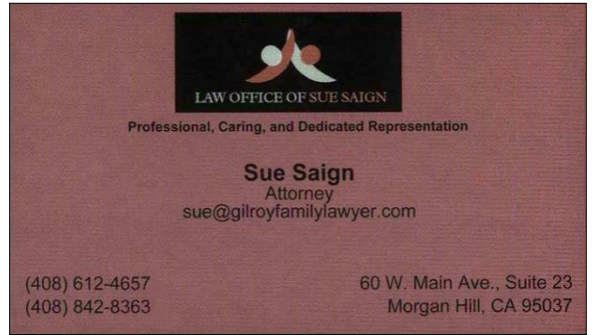 LAW OFFICE OF SUE SAIGN
Professional, Caring, and Dedicated Representation
Sue Saign
Attorney
sue@gilroyfamilylawyer.com
(408) 612-4657
(408) 842-8363
60 W. Main Ave., Suite 23
Morgan Hill, CA 95037